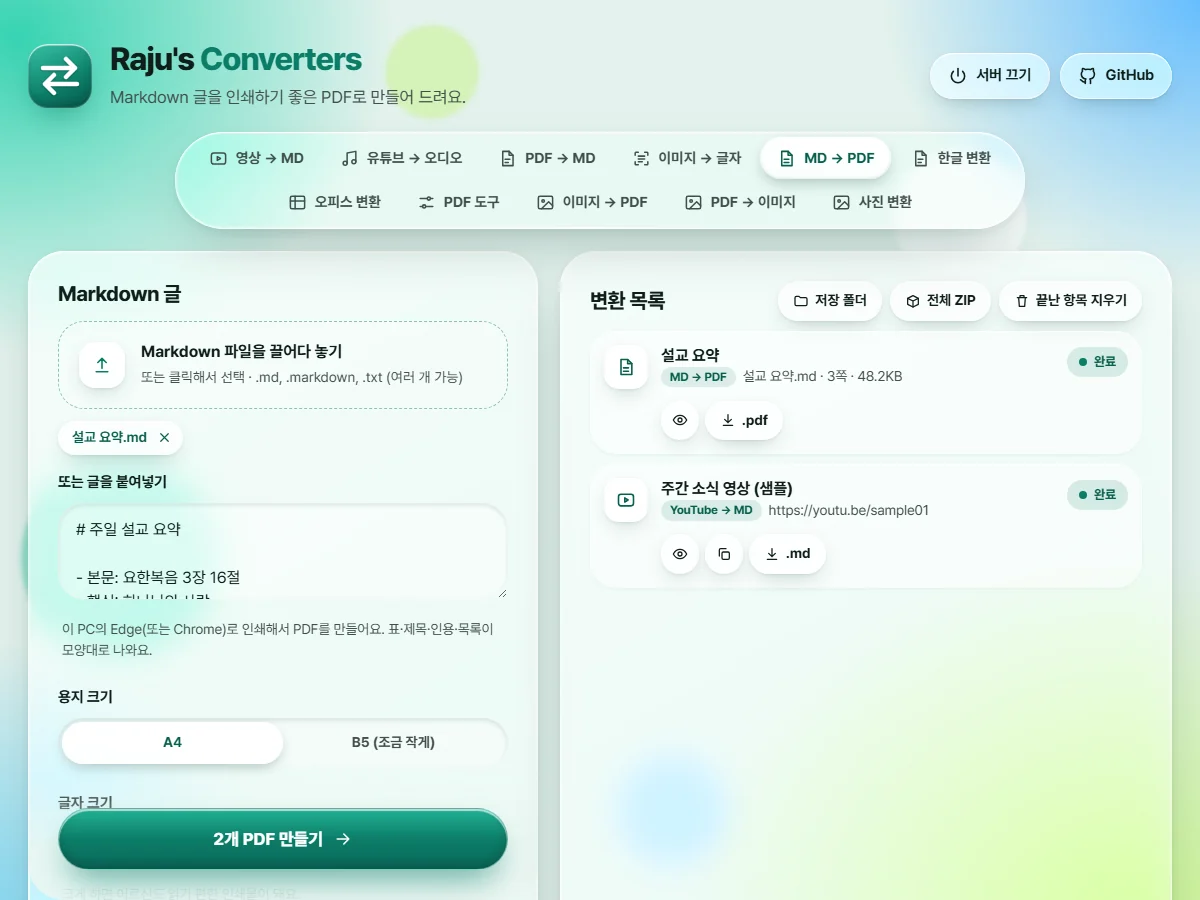 Raju's Converters
Markdown 글을 인쇄하기 좋은 PDF로 만들어 드려요.
서버 끄기
GitHub
영상 → MD
유튜브 → 오디오
PDF → MD
이미지 → 글자
MD → PDF
한글 변환
오피스 변환
PDF 도구
이미지 → PDF
PDF → 이미지
사진 변환
Markdown 글
Markdown 파일을 끌어다 놓기
또는 클릭해서 선택 · .md, .markdown, .txt (여러 개 가능)
설교 요약.md
또는 글을 붙여넣기
# 주일 설교 요약
- 본문: 요한복음 3장 16절
이 PC의 Edge(또는 Chrome)로 인쇄해서 PDF를 만들어요. 표·제목·인용·목록이
모양대로 나와요.
용지 크기
A4
B5 (조금 작게)
글자 크기
2개 PDF 만들기 →
변환 목록
저장 폴더
전체 ZIP
끝난 항목 지우기
설교 요약
완료
MD → PDF 설교 요약.md · 3쪽 · 48.2KB
.pdf
주간 소식 영상 (샘플)
완료
YouTube → MD https://youtu.be/sample01
.md